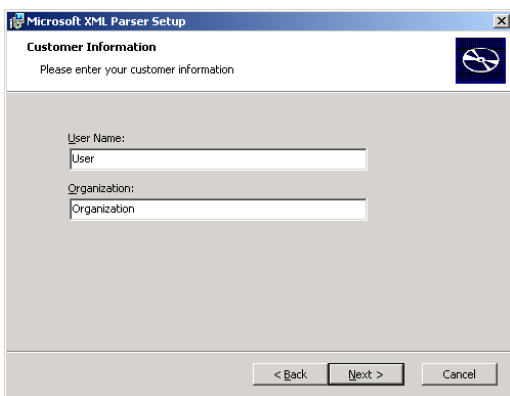 Microsoft XML Parser Setup
Customer Information
Please enter your customer information
User Name:
User
Organization:
Organization
< Back Next > Cancel